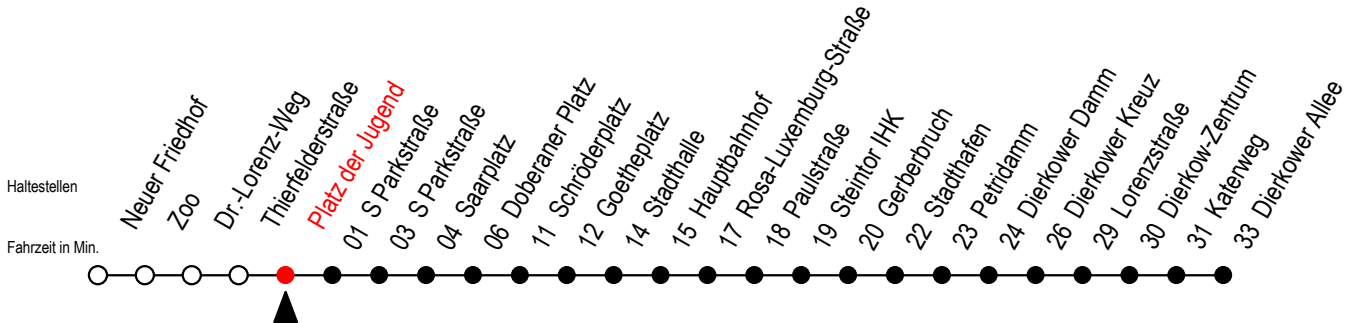 Haltestellen
Fahrzeit in Min.
Neuer Friedhof
Zoo
Dr.-Lorenz-Weg
Thierfelderstraße
Platz der Jugend
01 S Parkstraße
03 S Parkstraße
04 Saarplatz
06 Doberaner Platz
11 Schröderplatz
12 Goetheplatz
14 Stadthalle
15 Hauptbahnhof
17 Rosa-Luxemburg-Straße
18 Paulstraße
19 Steintor IHK
20 Gerberbruch
22 Stadthafen
23 Petridamm
24 Dierkower Damm
26 Dierkower Kreuz
29 Lorenzstraße
30 Dierkow-Zentrum
31 Katerweg
33 Dierkower Allee